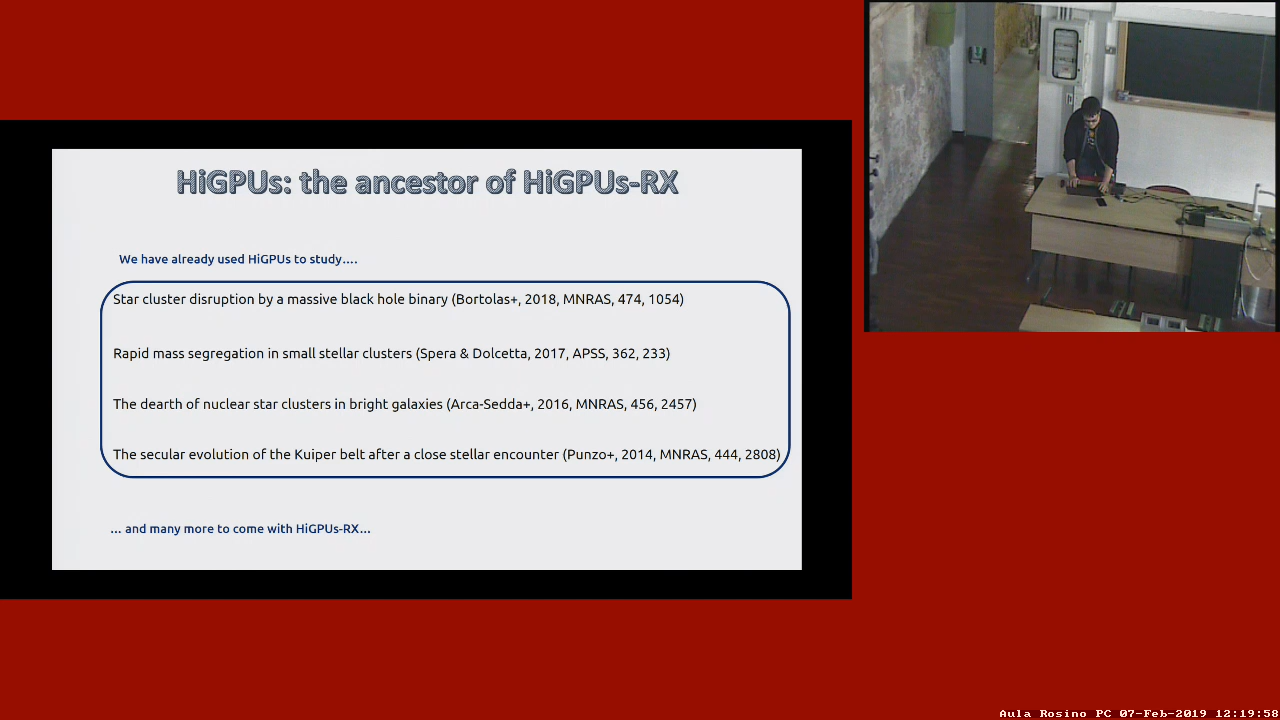 HiGPUs: the ancestor of HiGPUs-RX
We have already used HiGPUs to study....
Star cluster disruption by a massive black hole binary (Bortolas+, 2018, MNRAS, 474, 1054)
Rapid mass segregation in small stellar clusters (Spera & Dolcetta, 2017, APSS, 362, 233)
The dearth of nuclear star clusters in bright galaxies (Arca-Sedda+, 2016, MNRAS, 456, 2457)
The secular evolution of the Kuiper belt after a close stellar encounter (Punzo+, 2014, MNRAS, 444, 2808)
... and many more to come with HiGPUs-RX...
Aula Rosino PC 07-Feb-2019 12:19:58